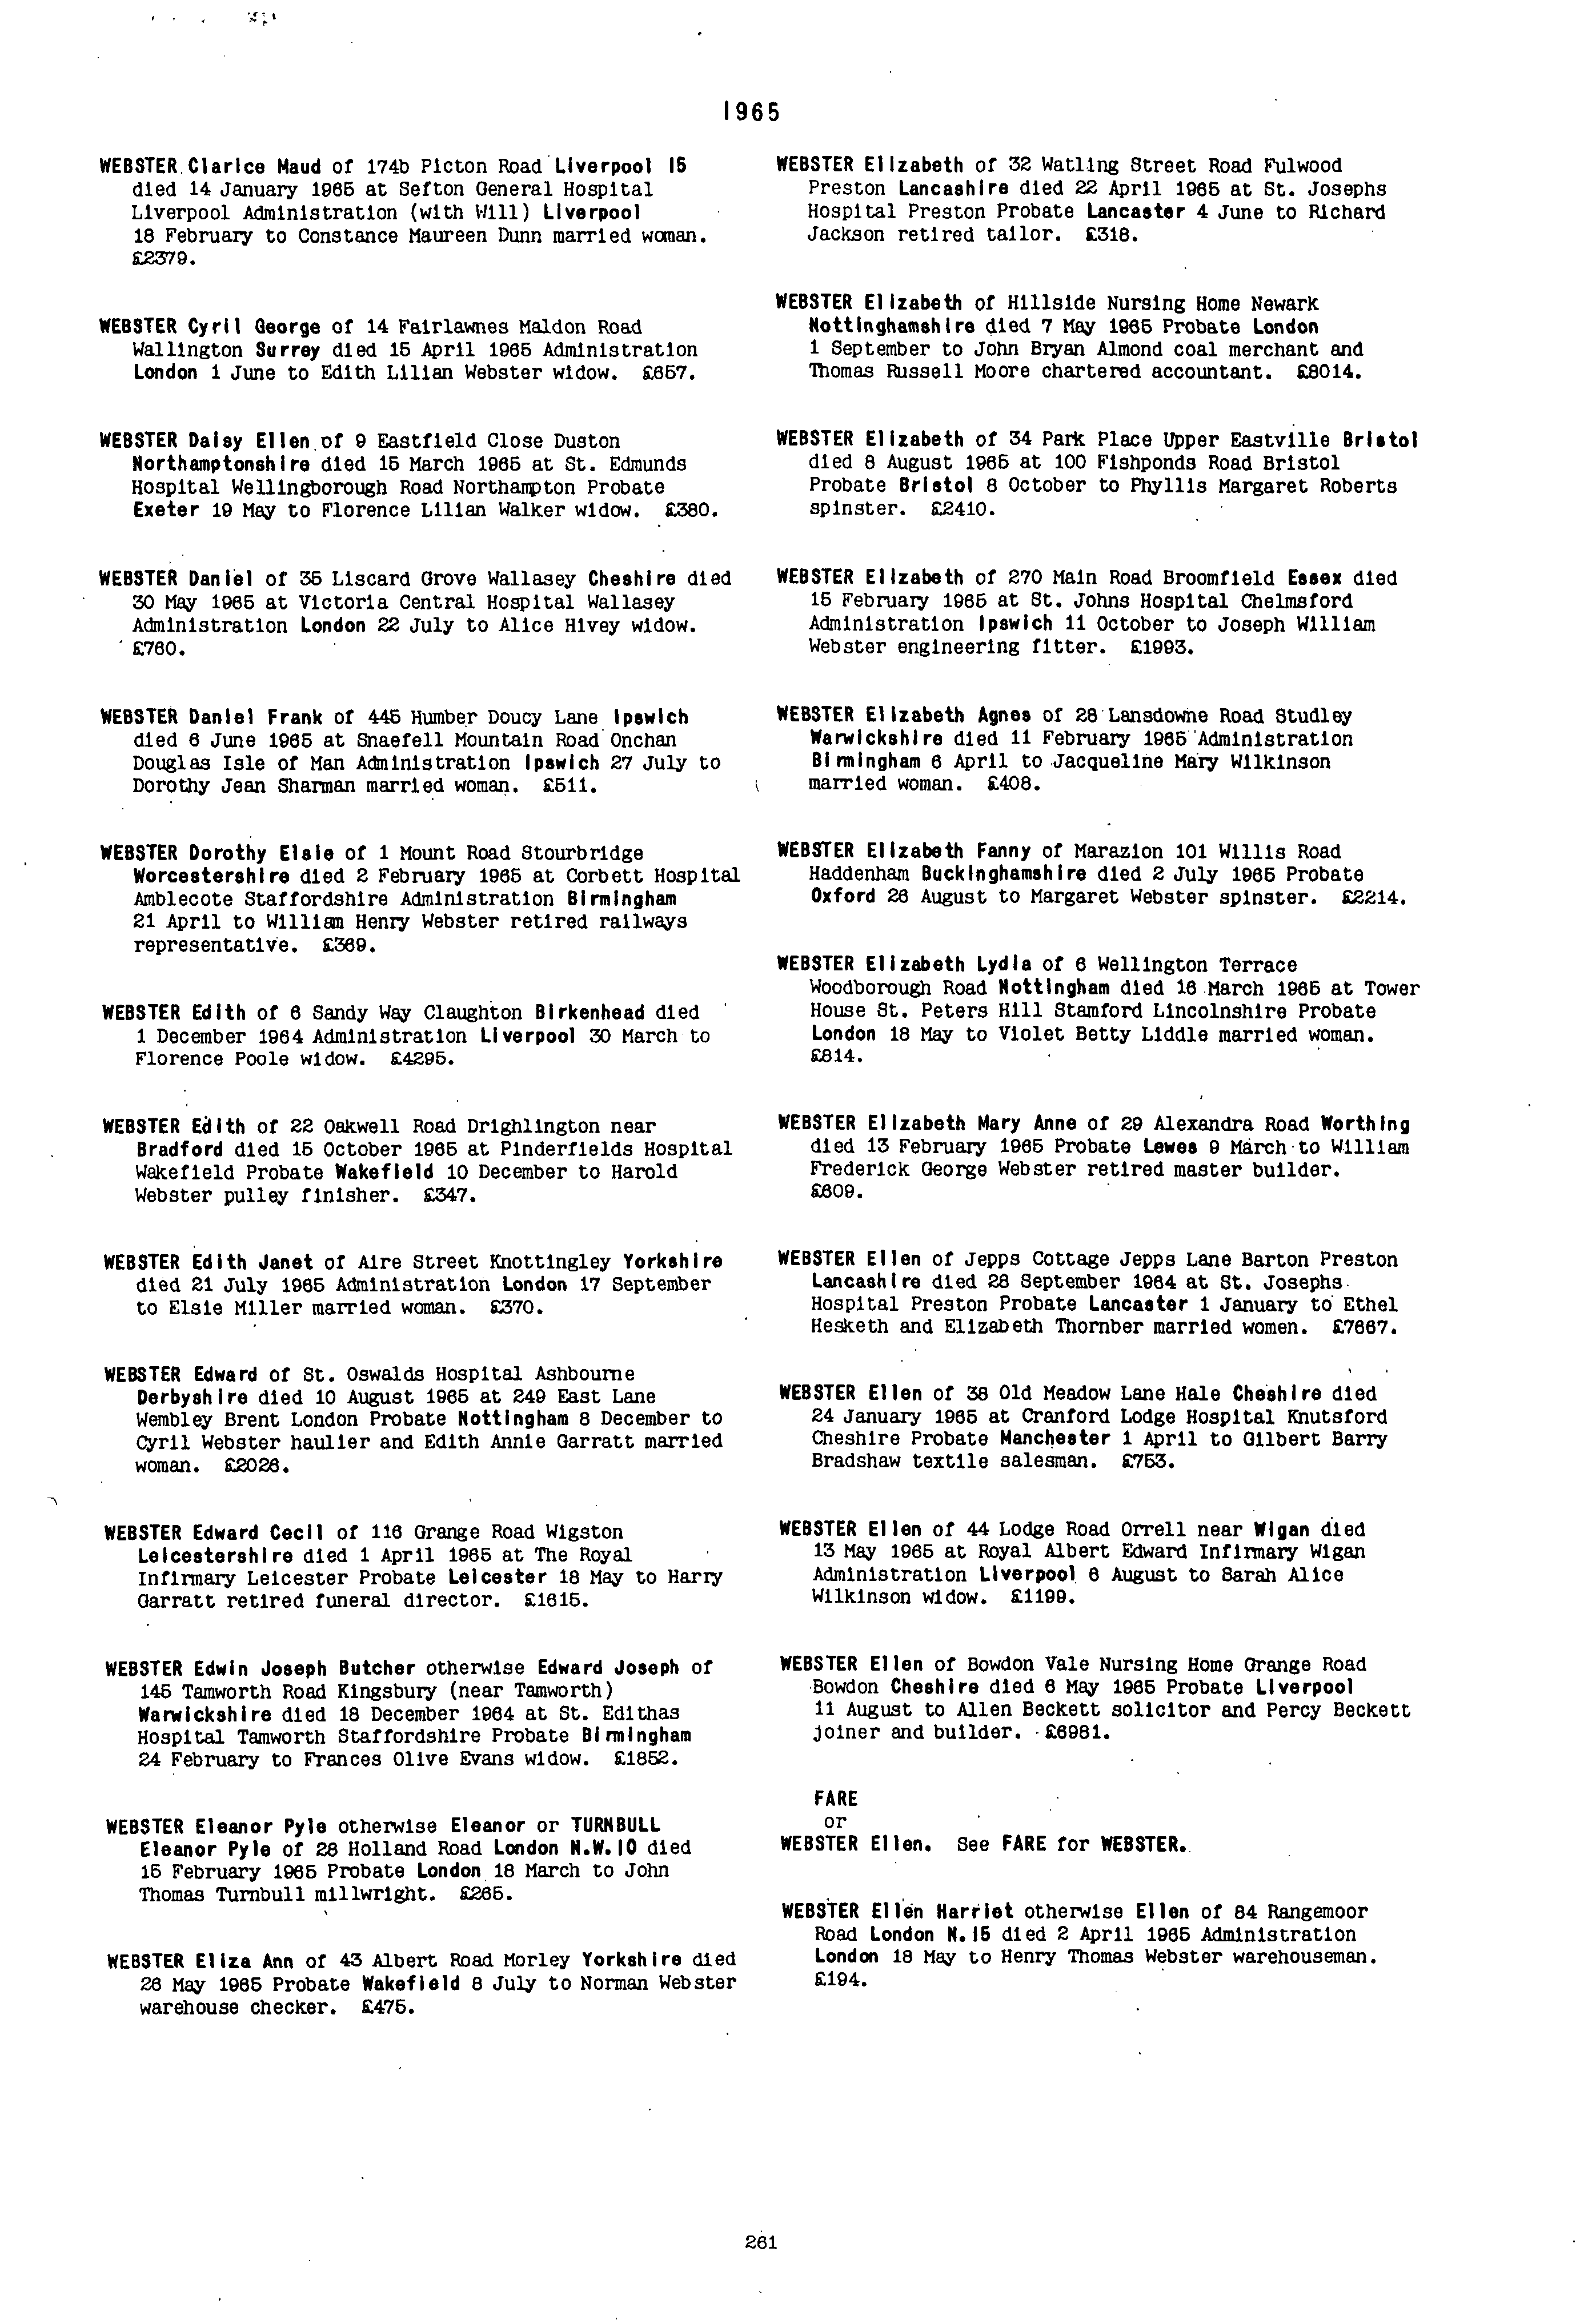 1965
WEBSTER Clarice Maud of 174b Picton Road Liverpool 15
died 14 January 1965 at Sefton General Hospital
Liverpool Administration (with Will) Liverpool
18 February to Constance Maureen Dunn married woman.
£2379.
WEBSTER Cyril George of 14 Fairlawnes Maldon Road
Wallington Surrey died 15 April 1965 Administration
London 1 June to Edith Lilian Webster widow. £657.
WEBSTER Daisy Ellen of 9 Eastfield Close Duston
Northamptonshire died 15 March 1965 at St. Edmunds
Hospital Wellingborough Road Northampton Probate
Exeter 19 May to Florence Lilian Walker widow. £380.
WEBSTER Daniel of 35 Liscard Grove Wallasey Cheshire died
30 May 1965 at Victoria Central Hospital Wallasey
Administration London 22 July to Alice Hivey widow.
£760.
WEBSTER Daniel Frank of 445 Humber Doucy Lane Ipswich
died 6 June 1965 at Snaefell Mountain Road Onchan
Douglas Isle of Man Administration Ipswich 27 July to
Dorothy Jean Sharman married woman. £511.
WEBSTER Dorothy Elsie of 1 Mount Road Stourbridge
Worcestershire died 2 February 1965 at Corbett Hospital
Amblecote Staffordshire Administration Birmingham
21 April to William Henry Webster retired railways
representative. £369.
WEBSTER Edith of 6 Sandy Way Claughton Birkenhead died
1 December 1964 Administration Liverpool 30 March to
Florence Poole widow. £4295.
WEBSTER Edith of 22 Oakwell Road Drighlington near
Bradford died 15 October 1965 at Pinderfields Hospital
Wakefield Probate Wakefield 10 December to Harold
Webster pulley finisher. £347.
WEBSTER Edith Janet of Aire Street Knottingley Yorkshire
died 21 July 1965 Administration London 17 September
to Elsie Miller married woman. £370.
WEBSTER Edward of St. Oswalds Hospital Ashbourne
Derbyshire died 10 August 1965 at 249 East Lane
Wembley Brent London Probate Nottingham 8 December to
Cyril Webster haulier and Edith Annie Garratt married
woman. £2026.
WEBSTER Edward Cecil of 116 Grange Road Wigston
Leicestershire died 1 April 1965 at The Royal
Infirmary Leicester Probate Leicester 18 May to Harry
Garratt retired funeral director. £1615.
WEBSTER Edwin Joseph Butcher otherwise Edward Joseph of
145 Tamworth Road Kingsbury (near Tamworth)
Warwickshire died 18 December 1964 at St. Edithas
Hospital Tamworth Staffordshire Probate Birmingham
24 February to Frances Olive Evans widow. £1852.
WEBSTER Eleanor Pyle otherwise Eleanor or TURNBULL
Eleanor Pyle of 28 Holland Road London N.W.10 died
15 February 1965 Probate London 18 March to John
Thomas Turnbull millwright. £265.
WEBSTER Eliza Ann of 43 Albert Road Morley Yorkshire died
26 May 1965 Probate Wakefield 8 July to Norman Webster
warehouse checker. £475.
WEBSTER Elizabeth of 32 Watling Street Road Fulwood
Preston Lancashire died 22 April 1965 at St. Josephs
Hospital Preston Probate Lancaster 4 June to Richard
Jackson retired tailor. £318.
WEBSTER Elizabeth of Hillside Nursing Home Newark
Nottinghamshire died 7 May 1965 Probate London
1 September to John Bryan Almond coal merchant and
Thomas Russell Moore chartered accountant. £8014.
WEBSTER Elizabeth of 34 Park Place Upper Eastville Bristol
died 8 August 1965 at 100 Fishponds Road Bristol
Probate Bristol 8 October to Phyllis Margaret Roberts
spinster. £2410.
WEBSTER Elizabeth of 270 Main Road Broomfield Essex died
15 February 1965 at St. Johns Hospital Chelmsford
Administration Ipswich 11 October to Joseph William
Webster engineering fitter. £1993.
WEBSTER Elizabeth Agnes of 28 Lansdowne Road Studley
Warwickshire died 11 February 1965 Administration
Birmingham 6 April to Jacqueline Mary Wilkinson
married woman. £408.
WEBSTER Elizabeth Fanny of Marazion 101 Willis Road
Haddenham Buckinghamshire died 2 July 1965 Probate
Oxford 26 August to Margaret Webster spinster. £2214.
WEBSTER Elizabeth Lydia of 6 Wellington Terrace
Woodborough Road Nottingham died 16 March 1965 at Tower
House St. Peters Hill Stamford Lincolnshire Probate
London 18 May to Violet Betty Liddle married woman.
£814.
WEBSTER Elizabeth Mary Anne of 29 Alexandra Road Worthing
died 13 February 1965 Probate Lewes 9 March to William
Frederick George Webster retired master builder.
£609.
WEBSTER Ellen of Jepps Cottage Jepps Lane Barton Preston
Lancashire died 28 September 1964 at St. Josephs
Hospital Preston Probate Lancaster 1 January to Ethel
Hesketh and Elizabeth Thornber married women. £7667.
WEBSTER Ellen of 38 Old Meadow Lane Hale Cheshire died
24 January 1965 at Cranford Lodge Hospital Knutsford
Cheshire Probate Manchester 1 April to Gilbert Barry
Bradshaw textile salesman. £753.
WEBSTER Ellen of 44 Lodge Road Orrell near Wigan died
13 May 1965 at Royal Albert Edward Infirmary Wigan
Administration Liverpool 6 August to Sarah Alice
Wilkinson widow. £1199.
WEBSTER Ellen of Bowdon Vale Nursing Home Grange Road
Bowdon Cheshire died 6 May 1965 Probate Liverpool
11 August to Allen Beckett solicitor and Percy Beckett
joiner and builder. £6981.
FARE
or
WEBSTER Ellen. See FARE for WEBSTER.
WEBSTER Ellen Harriet otherwise Ellen of 84 Rangemoor
Road London N.15 died 2 April 1965 Administration
London 18 May to Henry Thomas Webster warehouseman.
£194.
261